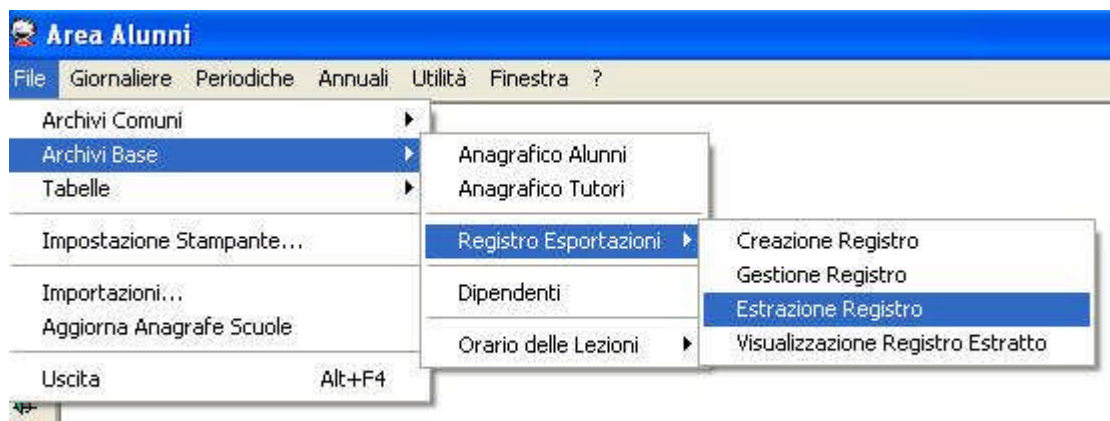 Area Alunni
File Giornaliere Periodiche Annuali Utilità Finestra ?
Archivi Comuni
Archivi Base
Tabelle
Impostazione Stampante...
Importazioni...
Aggiorna Anagrafe Scuole
Uscita Alt+F4
Anagrafico Alunni
Anagrafico Tutori
Registro Esportazioni
Dipendenti
Orario delle Lezioni
Creazione Registro
Gestione Registro
Estrazione Registro
Visualizzazione Registro Estratto